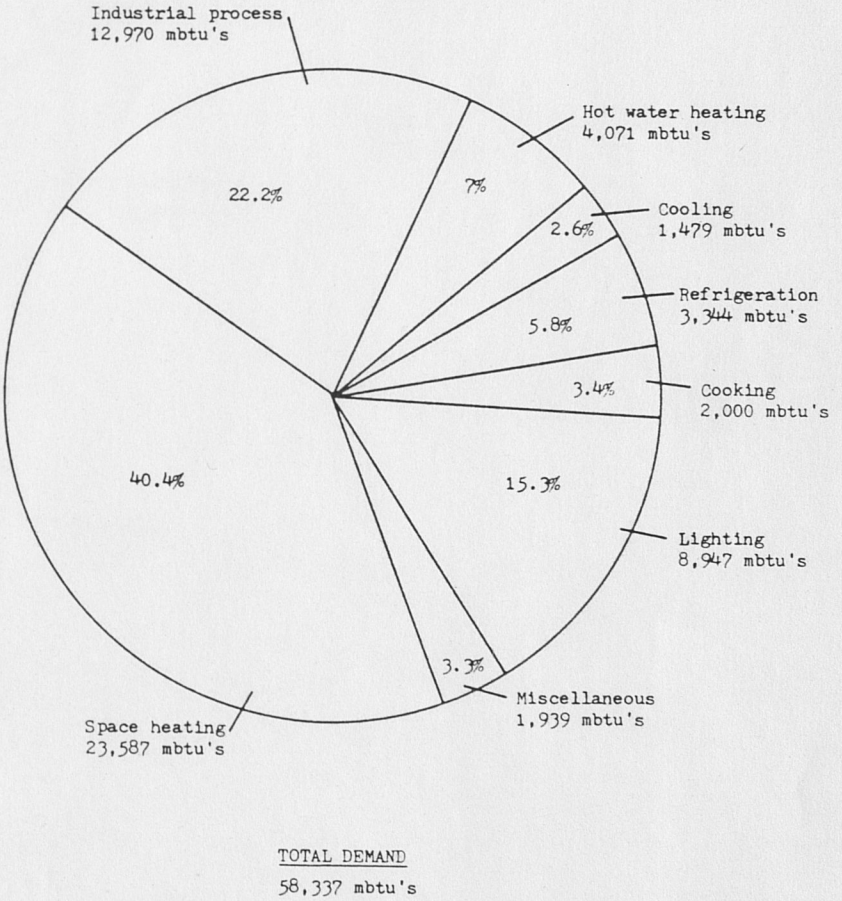 Industrial process
12,970 mbtu's
Hot water heating
4,071 mbtu's
22.2%
7%
Cooling
1,479 mbtu's
2.6%
Refrigeration
3,344 mbtu's
5.8%
3.4%
Cooking
2,000 mbtu's
40.4%
15.3%
Lighting
8,947 mbtu's
3.3%
Miscellaneous
1,939 mbtu's
Space heating
23,587 mbtu's
TOTAL DEMAND
58,337 mbtu's